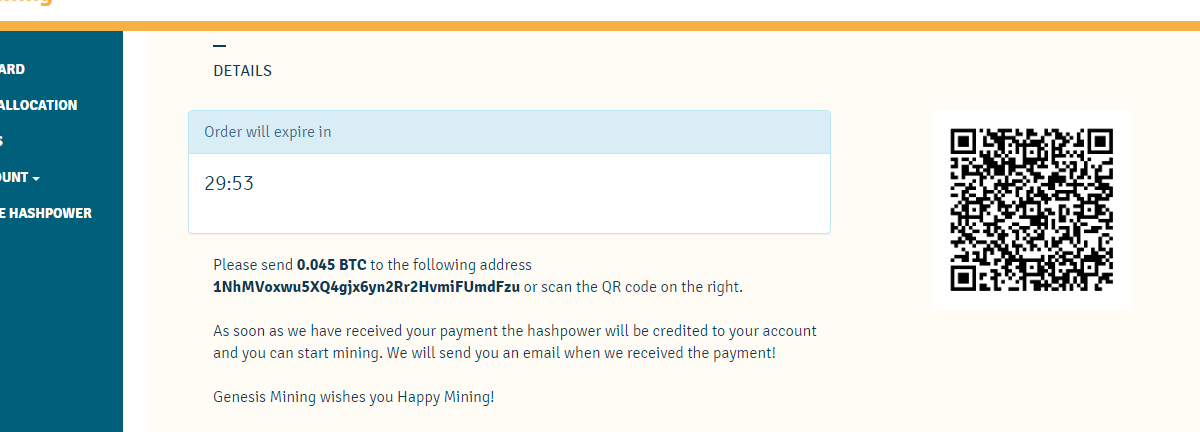 DETAILS
ARD
ALLOCATION
S
OUNT
E HASHPOWER
Order will expire in
29:53
Please send 0.045 BTC to the following address
1NhMVoxwu5XQ4gjx6yn2Rr2HvmiFUmdFzu or scan the QR code on the right.
As soon as we have received your payment the hashpower will be credited to your account
and you can start mining. We will send you an email when we received the payment!
Genesis Mining wishes you Happy Mining!